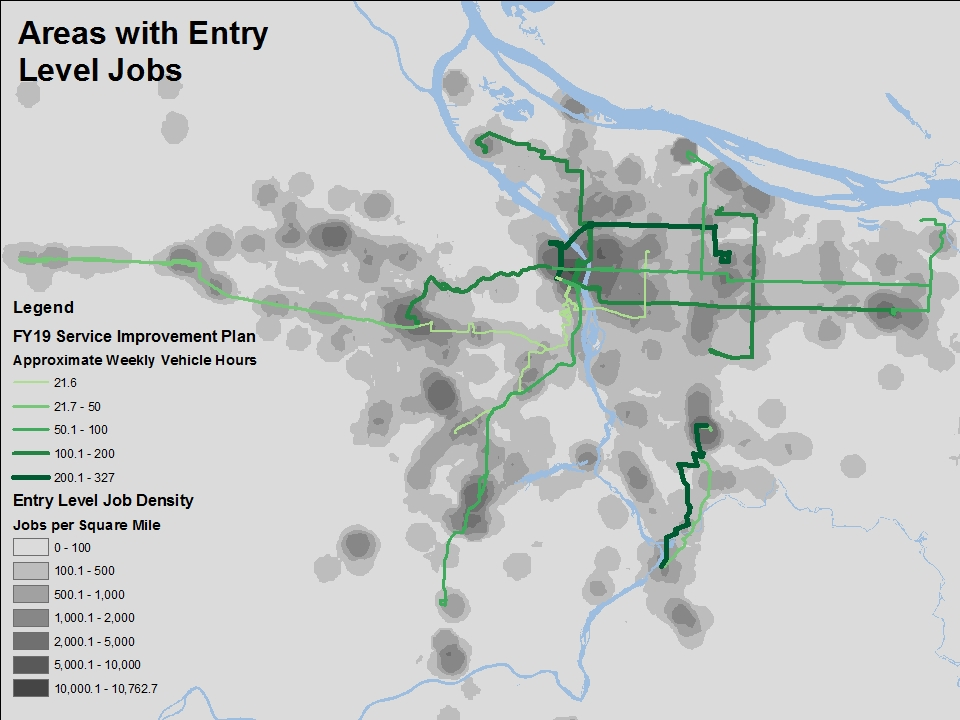 Areas with Entry
Level Jobs
Legend
FY19 Service Improvement Plan
Approximate Weekly Vehicle Hours
21.6
21.7 - 50
50.1 - 100
100.1 - 200
200.1 - 327
Entry Level Job Density
Jobs per Square Mile
0 - 100
100.1 - 500
500.1 - 1,000
1,000.1 - 2,000
2,000.1 - 5,000
5,000.1 - 10,000
10,000.1 - 10,762.7